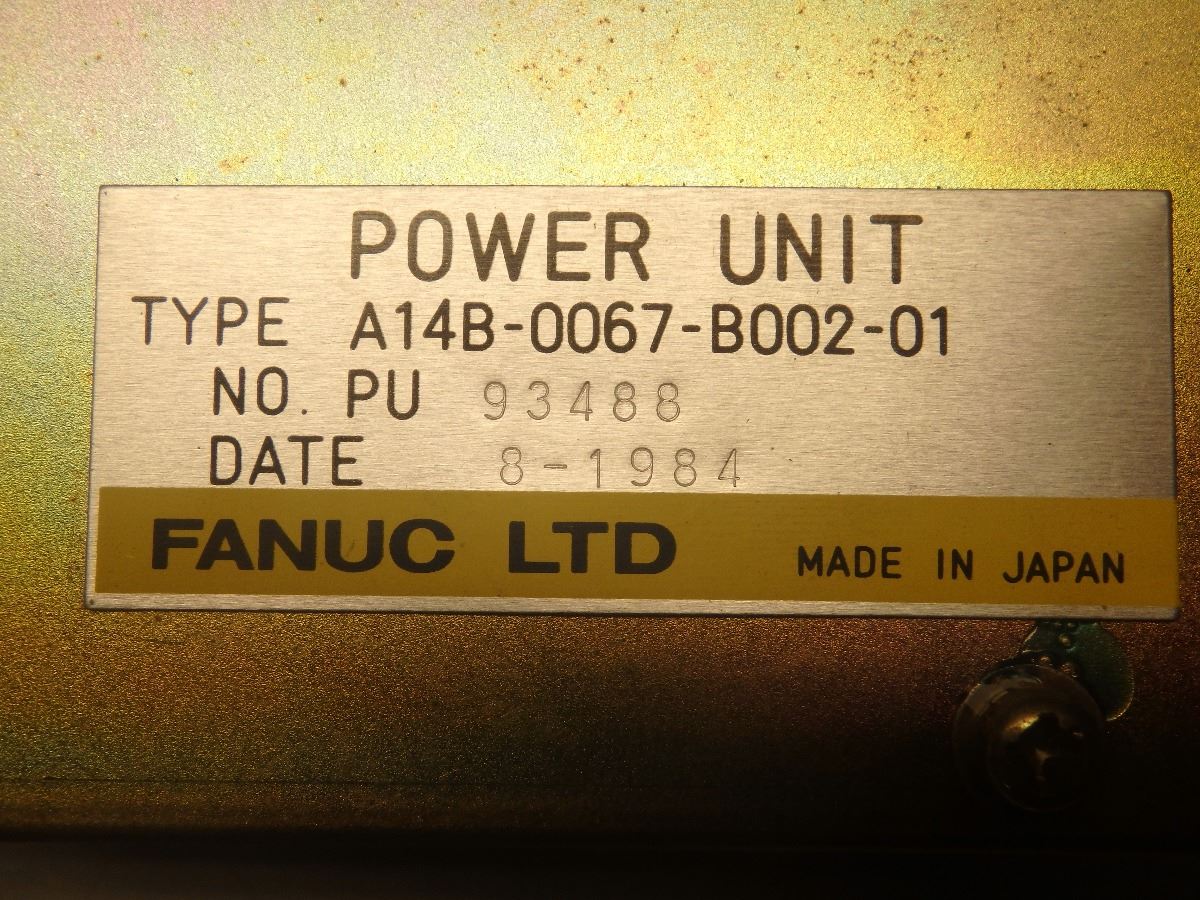 POWER UNIT
TYPE A14B-0067-B002-01
NO. PU 93488
DATE 8-1984
FANUC LTD MADE IN JAPAN